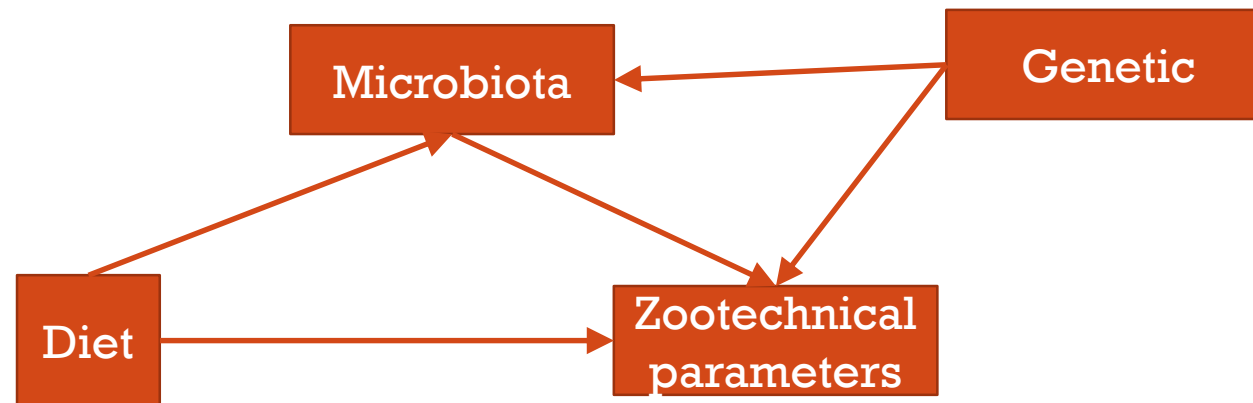 Microbiota
Genetic
Diet
Zootechnical
parameters